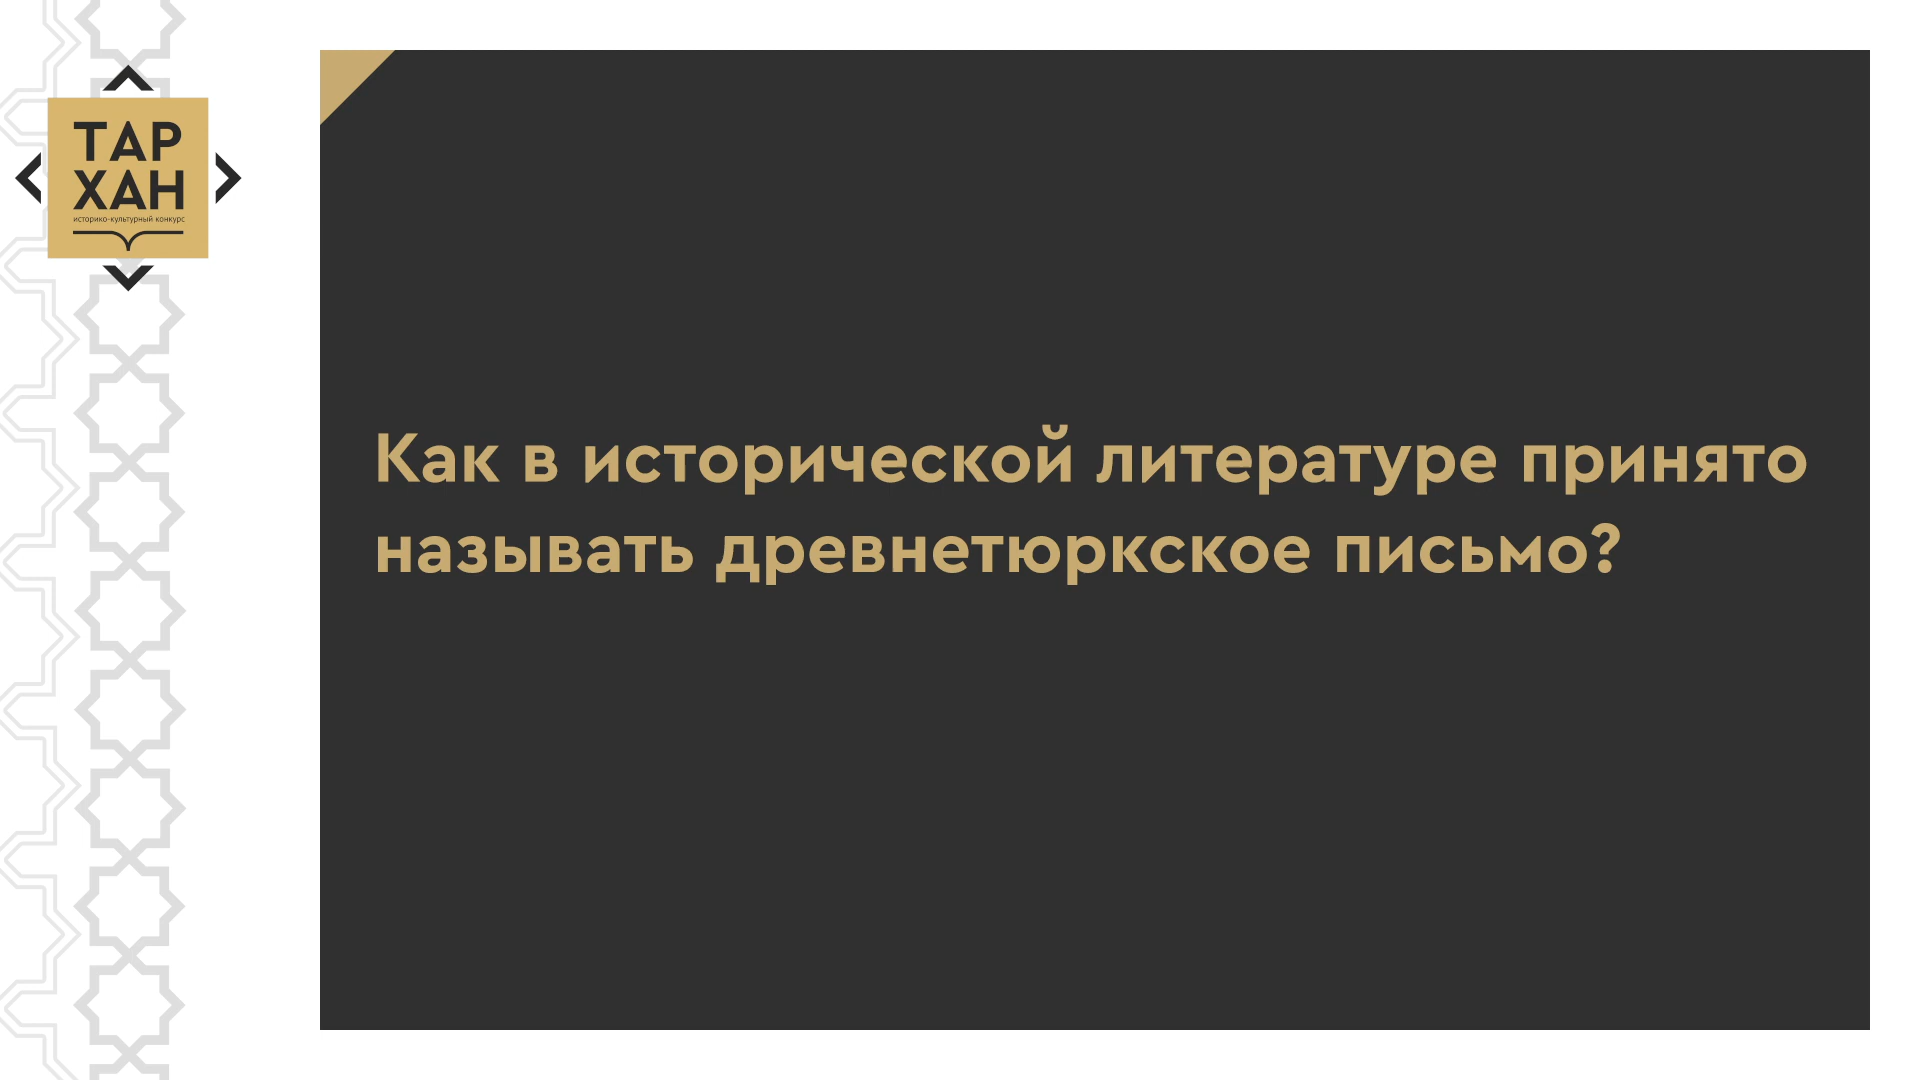 ТАР
ХАН
историко-культурный конкурс
Как в исторической литературе принято
называть древнетюркское письмо?